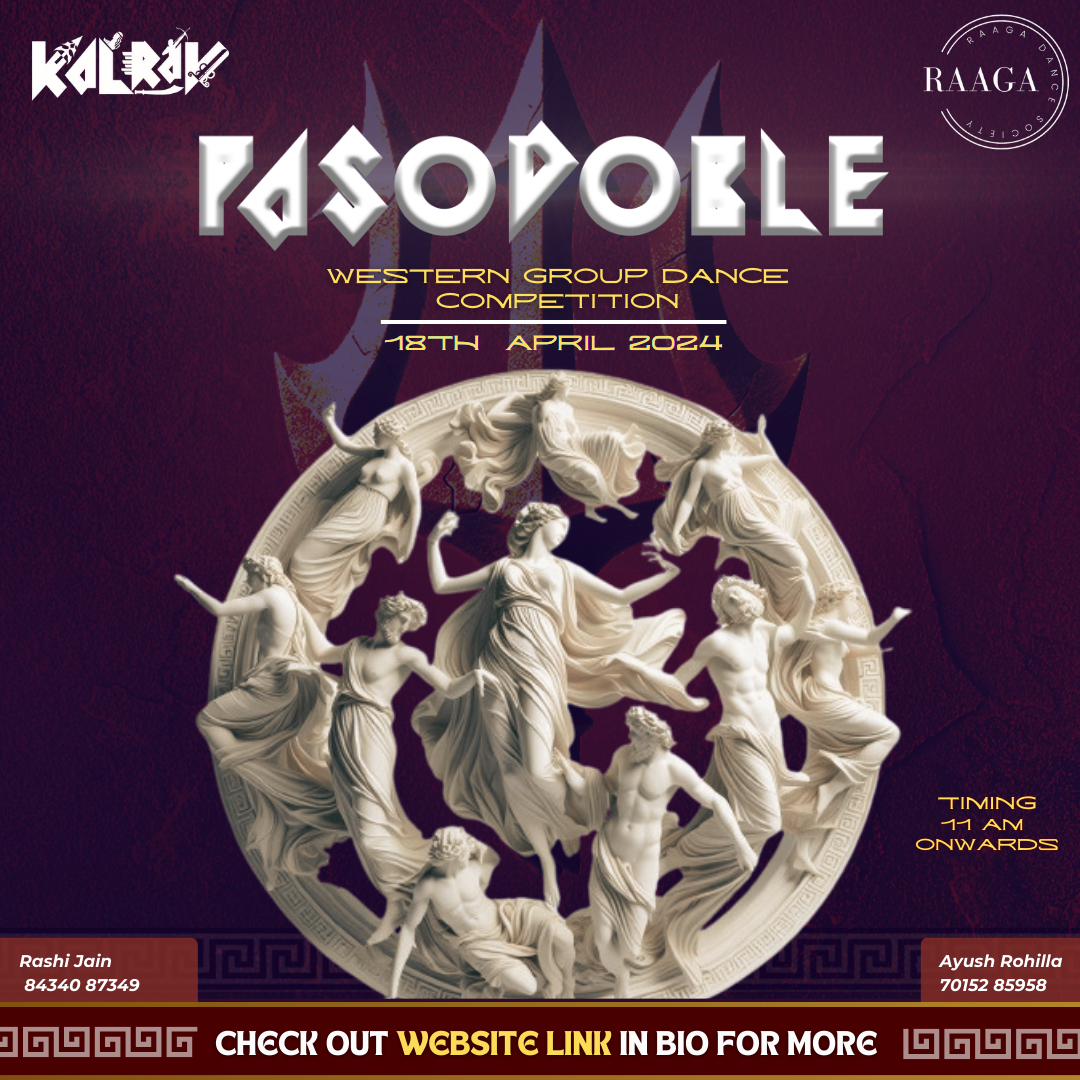 KALRAV
RAAGA
RAAGA DANCE SOCIETY
PASODOBLE
WESTERN GROUP DANCE
COMPETITION
18TH APRIL 2024
TIMING
11 AM
ONWARDS
Rashi Jain
84340 87349
Ayush Rohilla
70152 85958
CHECK OUT WEBSITE LINK IN BIO FOR MORE